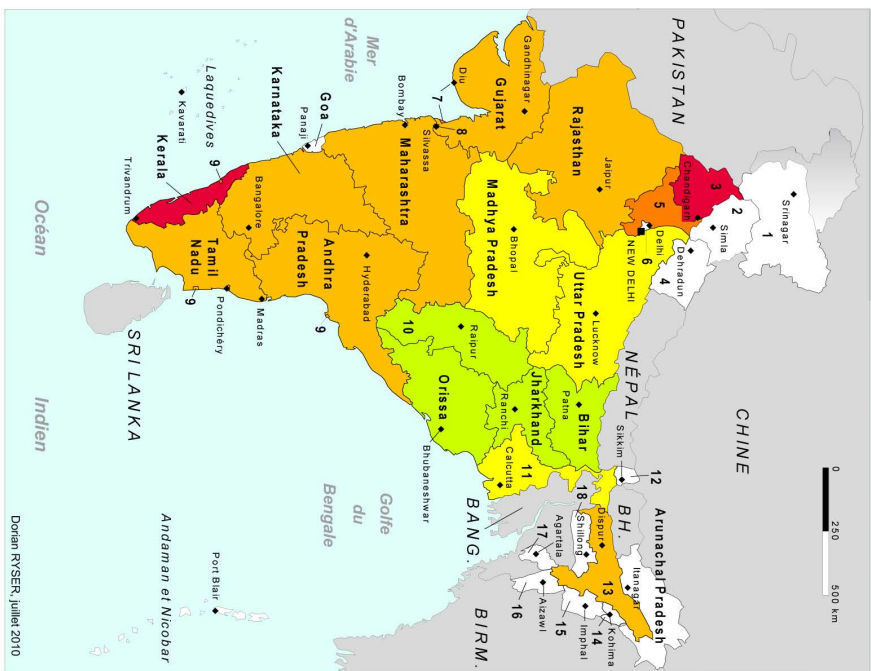 PAKISTAN
CHINE
NÉPAL
BH.
BANG.
BIRM.
SRI LANKA
Mer
d'Arabie
Océan
Indien
Golfe
du
Bengale
Laquedives
Kavarati
Andaman et Nicobar
Port Blair
1
Srinagar
2
Simla
3
Chandigarh
4
Dehradun
5
Delhi
6
NEW DELHI
Rajasthan
Jaipur
Gujarat
Gandhinagar
Diu
7
8
Silvassa
Uttar Pradesh
Lucknow
Madhya Pradesh
Bhopal
Bihar
Patna
Jharkhand
Ranchi
10
Raipur
Orissa
Bhubaneshwar
11
Calcutta
12
Sikkim
Arunachal Pradesh
Itanagar
13
Dispur
14
Kohima
15
Imphal
16
Aizawl
17
Agartala
18
Shillong
Maharashtra
Bombay
Goa
Panaji
Karnataka
Bangalore
Andhra
Pradesh
Hyderabad
9
Kerala
Trivandrum
9
Tamil
Nadu
Madras
Pondichéry
9
0 250 500 km
Dorian RYSER, juillet 2010